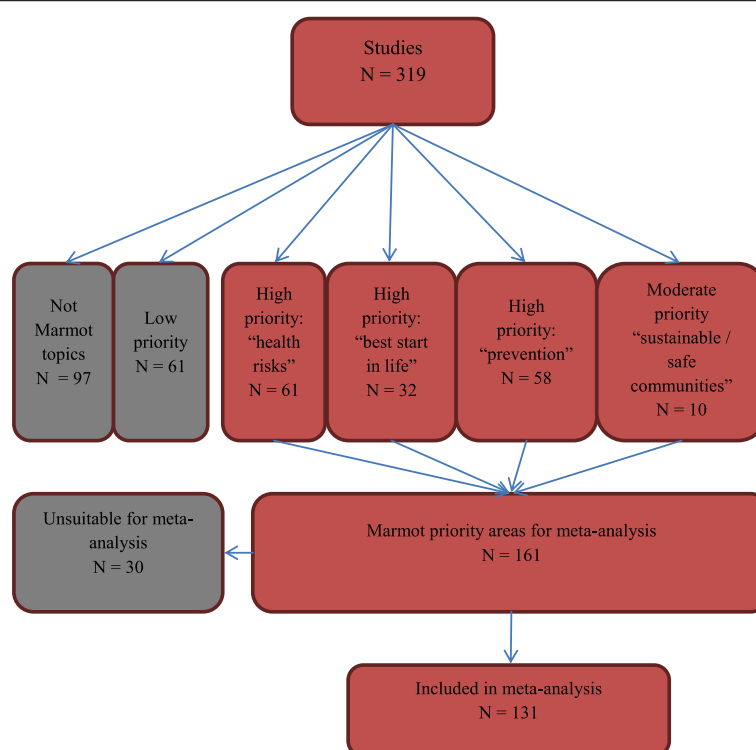 Studies
N = 319
Not
Marmot
topics
N = 97
Low
priority
N = 61
High
priority:
“health
risks”
N = 61
High
priority:
“best start
in life”
N = 32
High
priority:
“prevention”
N = 58
Moderate
priority
“sustainable /
safe
communities”
N = 10
Unsuitable for meta-
analysis
N = 30
Marmot priority areas for meta-analysis
N = 161
Included in meta-analysis
N = 131